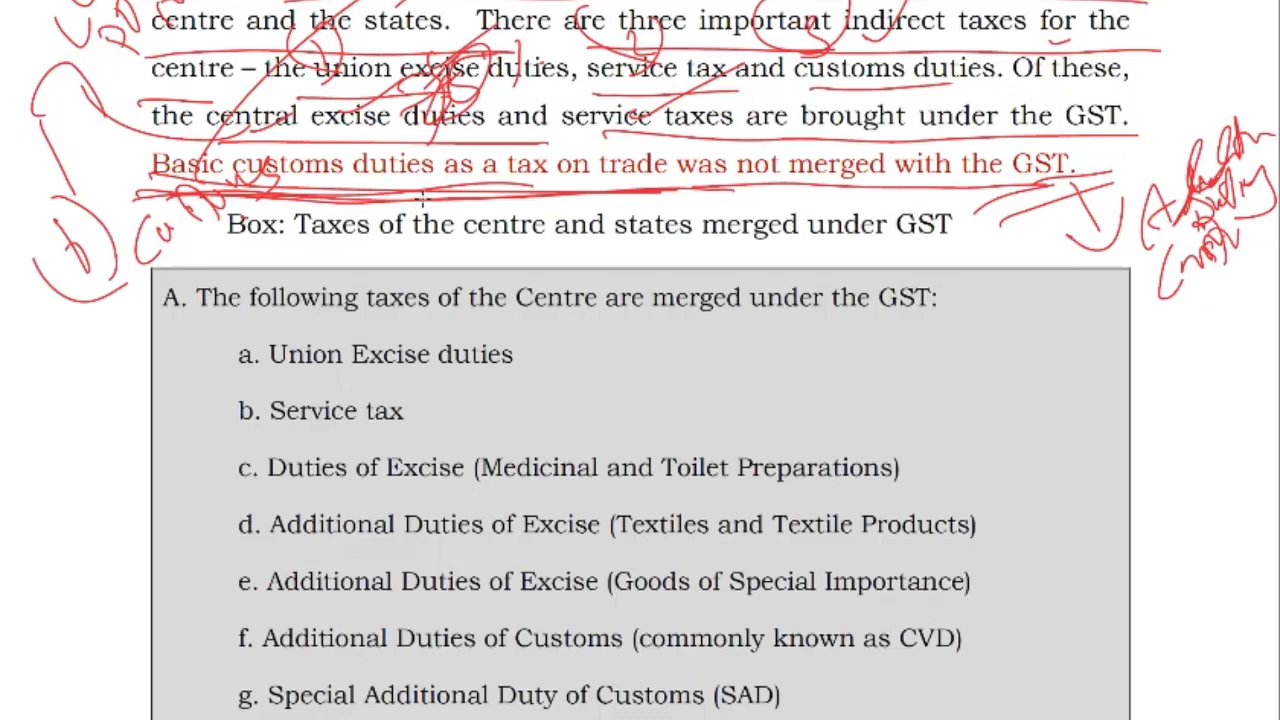 centre and the states. There are three important indirect taxes for the
centre – the union excise duties, service tax and customs duties. Of these,
the central excise duties and service taxes are brought under the GST.
Basic customs duties as a tax on trade was not merged with the GST.
Customs
Box: Taxes of the centre and states merged under GST
A. The following taxes of the Centre are merged under the GST:
a. Union Excise duties
b. Service tax
c. Duties of Excise (Medicinal and Toilet Preparations)
d. Additional Duties of Excise (Textiles and Textile Products)
e. Additional Duties of Excise (Goods of Special Importance)
f. Additional Duties of Customs (commonly known as CVD)
g. Special Additional Duty of Customs (SAD)